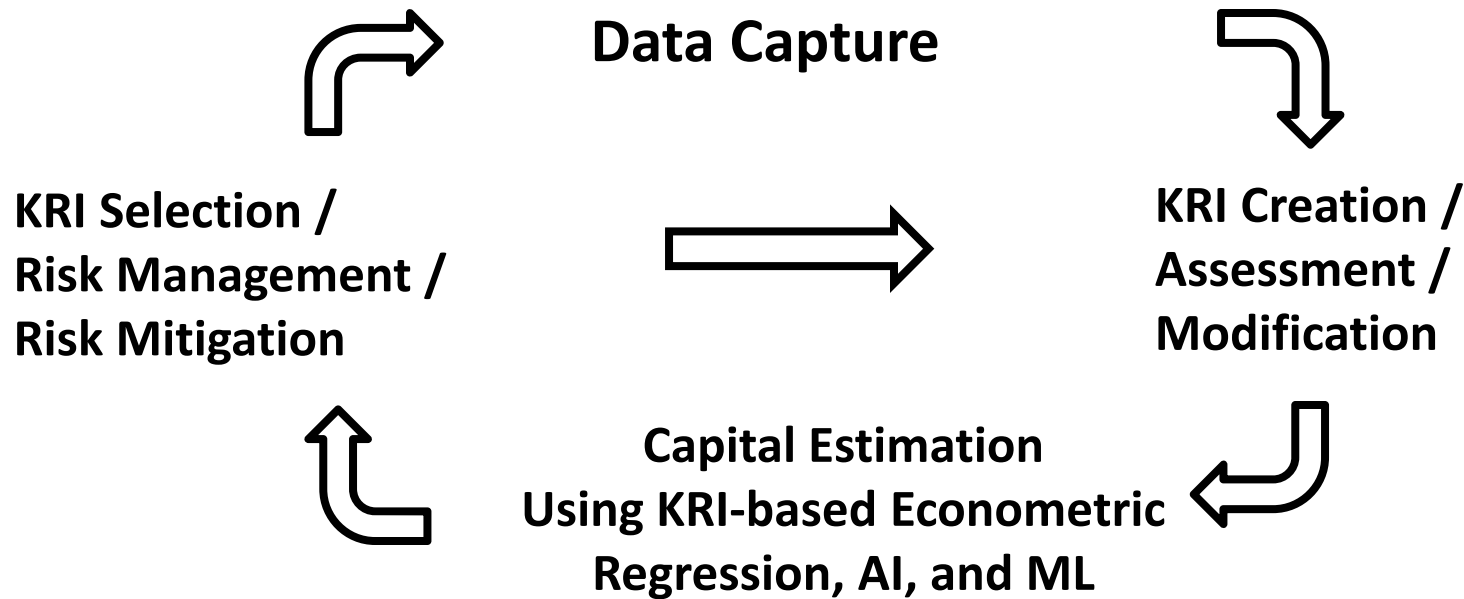 Data Capture
KRI Selection /
Risk Management /
Risk Mitigation
KRI Creation /
Assessment /
Modification
Capital Estimation
Using KRI-based Econometric
Regression, AI, and ML